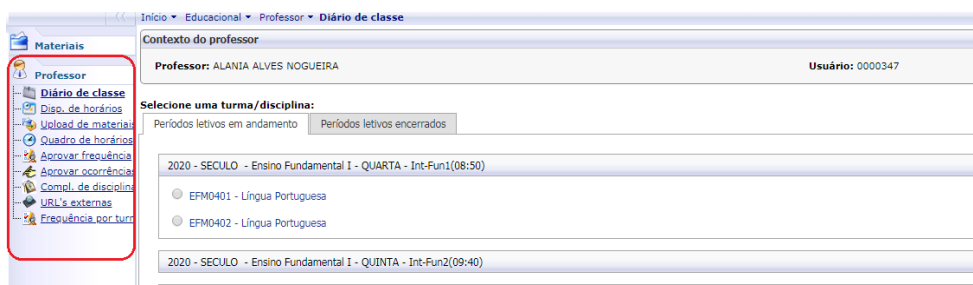 Início Educacional Professor Diário de classe
Materiais
Professor
Diário de classe
Disp. de horários
Upload de materiais
Quadro de horários
Aprovar frequência
Aprovar ocorrências
Compl. de disciplina
URL's externas
Frequência por turm
Contexto do professor
Professor: ALANIA ALVES NOGUEIRA Usuário: 0000347
Selecione uma turma/disciplina:
Períodos letivos em andamento Períodos letivos encerrados
2020 - SECULO - Ensino Fundamental I - QUARTA - Int-Fun1(08:50)
EFM0401 - Língua Portuguesa
EFM0402 - Língua Portuguesa
2020 - SECULO - Ensino Fundamental I - QUINTA - Int-Fun2(09:40)